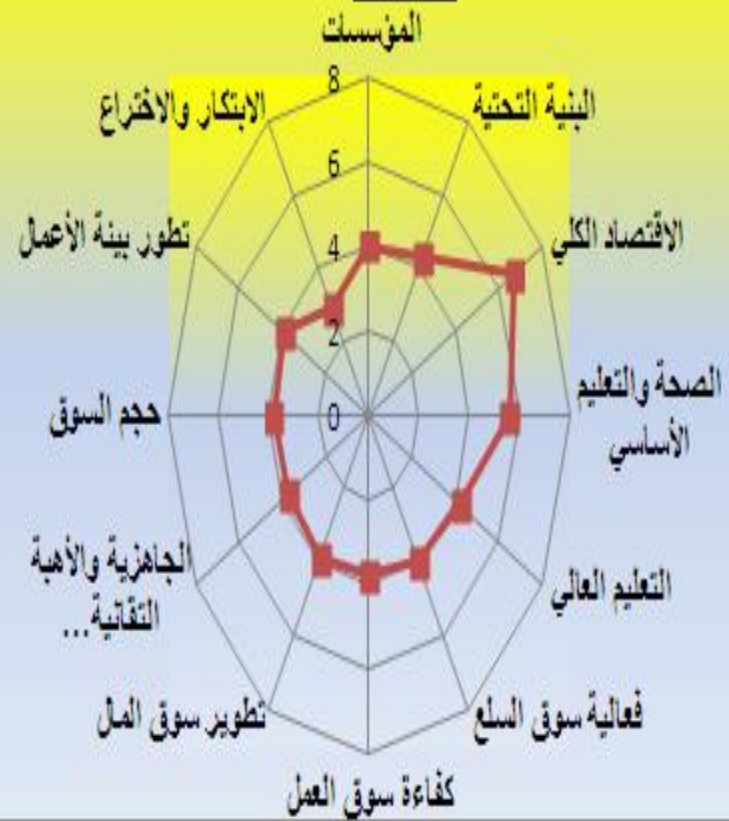 المؤسسات
البنية التحتية
الاقتصاد الكلي
الصحة والتعليم
الأساسي
التعليم العالي
فعالية سوق السلع
كفاءة سوق العمل
تطوير سوق المال
الجاهزية والأهبة
التقانية...
حجم السوق
تطور بيئة الأعمال
الابتكار والاختراع
8
6
4
2
0